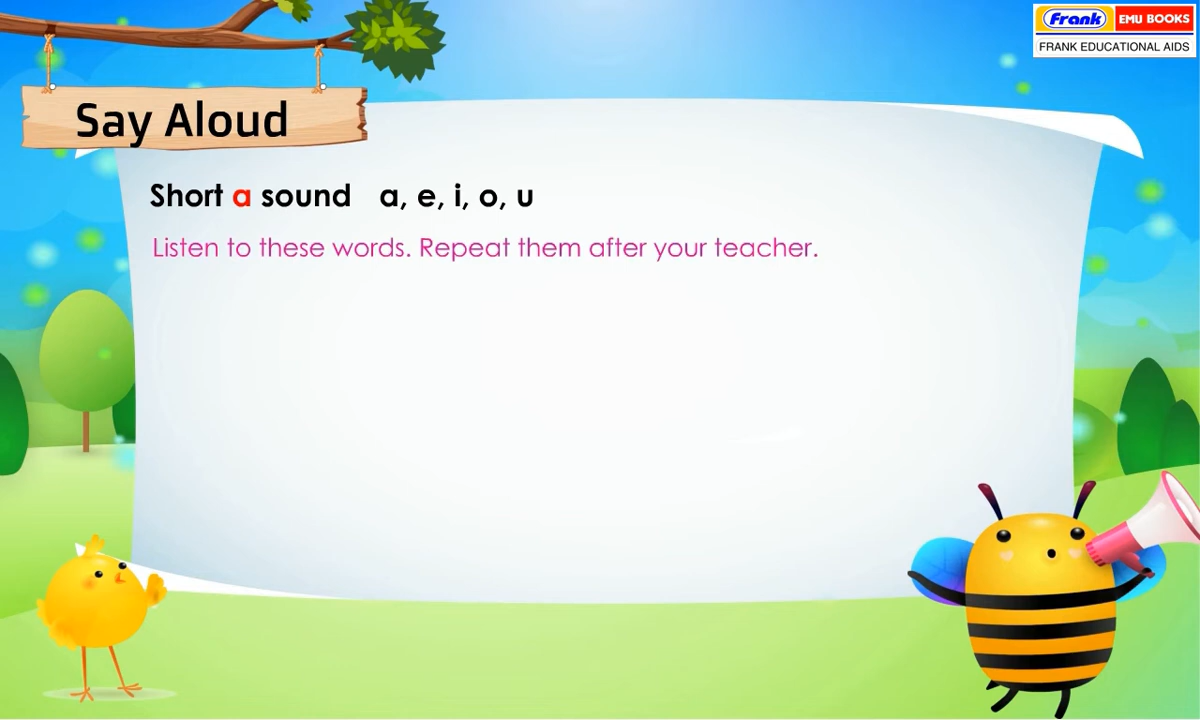 Frank EMU BOOKS
FRANK EDUCATIONAL AIDS
Say Aloud
Short a sound a, e, i, o, u
Listen to these words. Repeat them after your teacher.